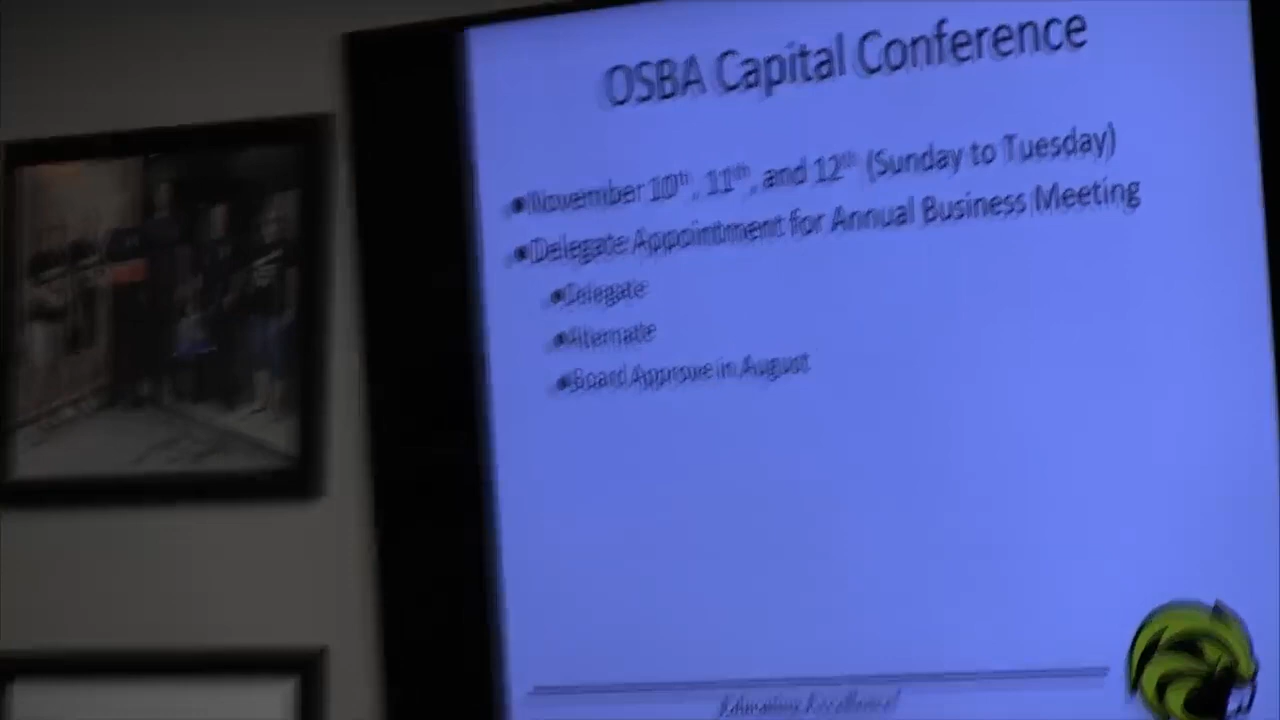 OSBA Capital Conference
•November 10th, 11th, and 12th (Sunday to Tuesday)
•Delegate Appointment for Annual Business Meeting
•Delegate
•Alternate
•Board Approve in August